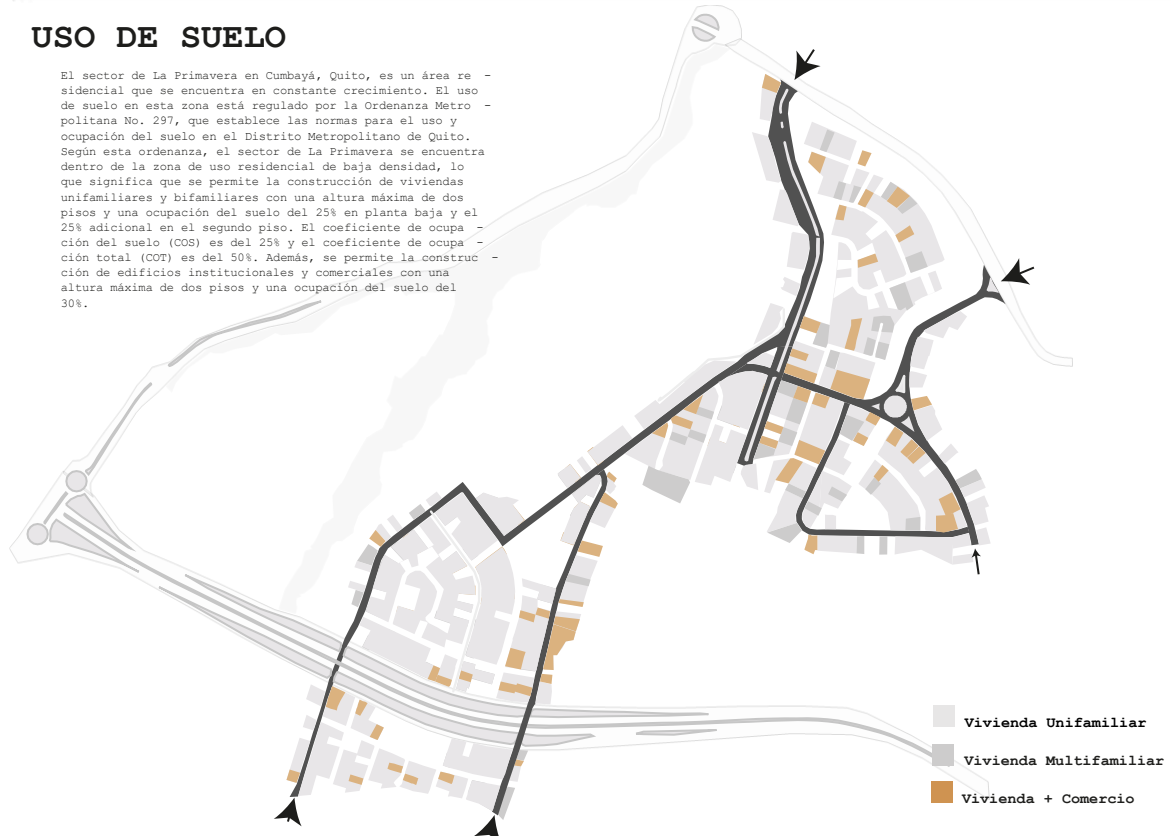 USO DE SUELO
El sector de La Primavera en Cumbayá, Quito, es un área re -
sidencial que se encuentra en constante crecimiento. El uso
de suelo en esta zona está regulado por la Ordenanza Metro -
politana No. 297, que establece las normas para el uso y
ocupación del suelo en el Distrito Metropolitano de Quito.
Según esta ordenanza, el sector de La Primavera se encuentra
dentro de la zona de uso residencial de baja densidad, lo
que significa que se permite la construcción de viviendas
unifamiliares y bifamiliares con una altura máxima de dos
pisos y una ocupación del suelo del 25% en planta baja y el
25% adicional en el segundo piso. El coeficiente de ocupa -
ción del suelo (COS) es del 25% y el coeficiente de ocupa -
ción total (COT) es del 50%. Además, se permite la construc -
ción de edificios institucionales y comerciales con una
altura máxima de dos pisos y una ocupación del suelo del
30%.
Vivienda Unifamiliar
Vivienda Multifamiliar
Vivienda + Comercio